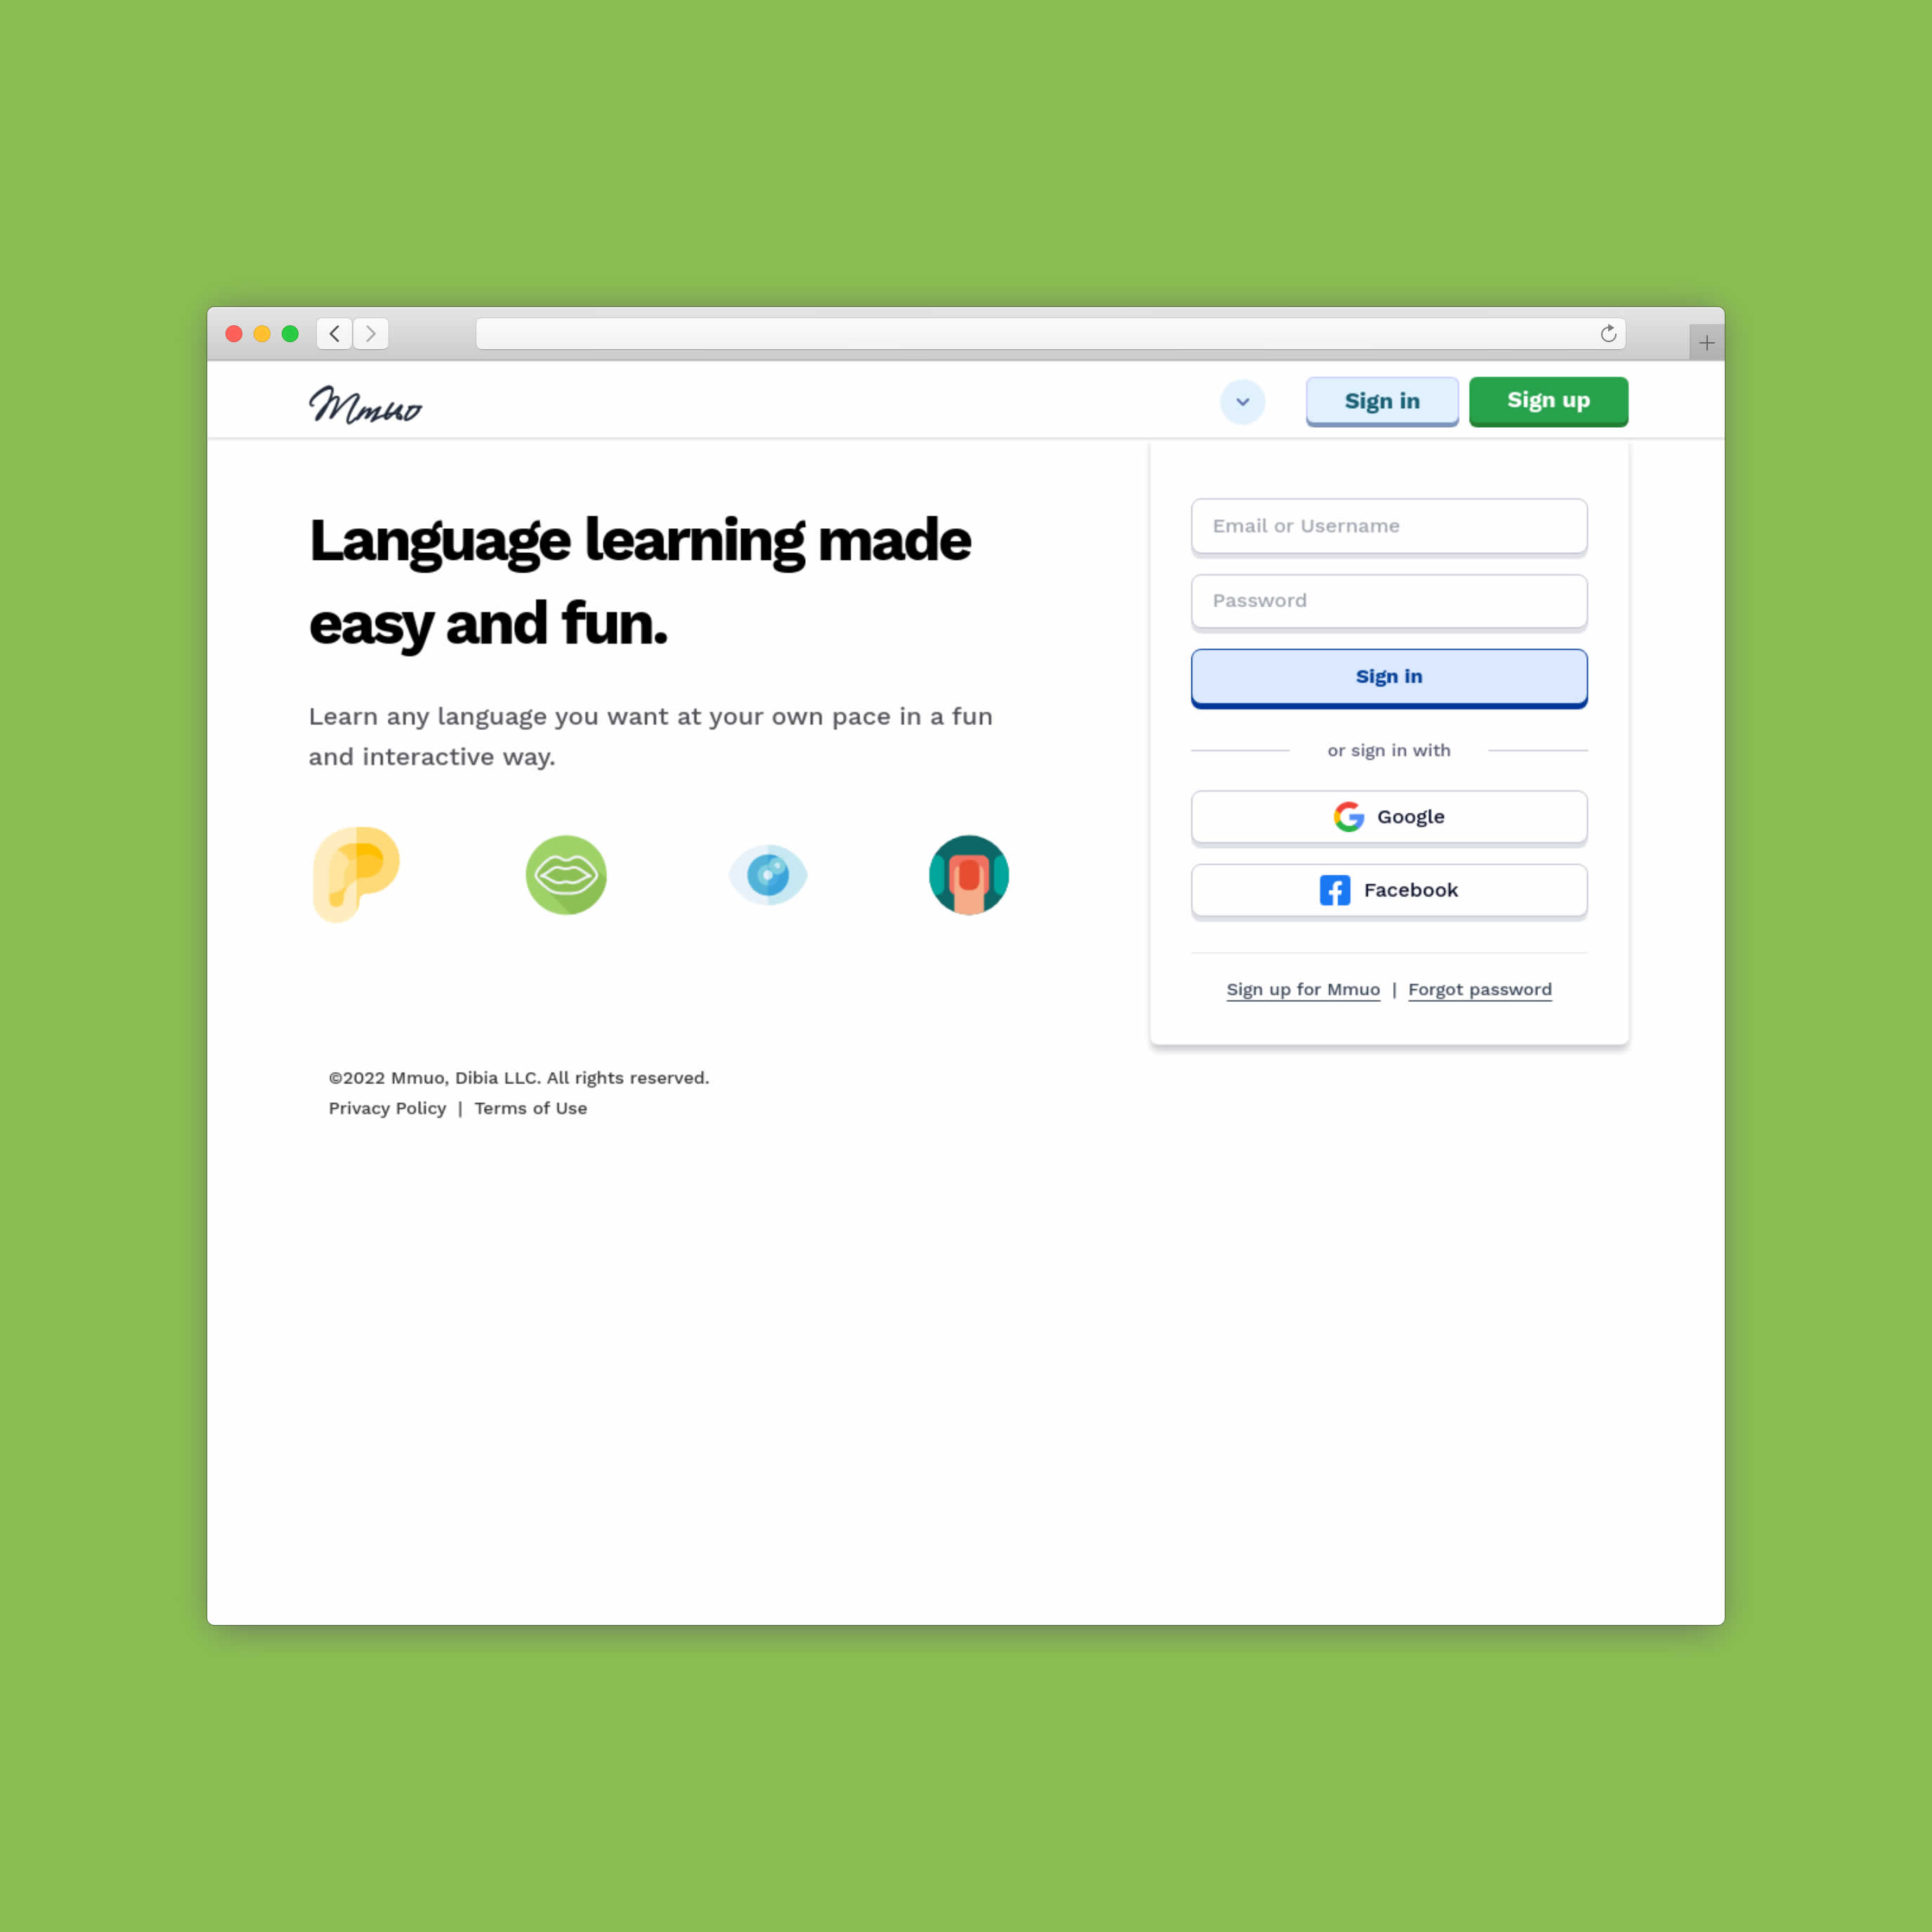 Mmuo
Sign in
Sign up
Language learning made
easy and fun.
Learn any language you want at your own pace in a fun
and interactive way.
Email or Username
Password
Sign in
or sign in with
Google
Facebook
Sign up for Mmuo | Forgot password
©2022 Mmuo, Dibia LLC. All rights reserved.
Privacy Policy | Terms of Use